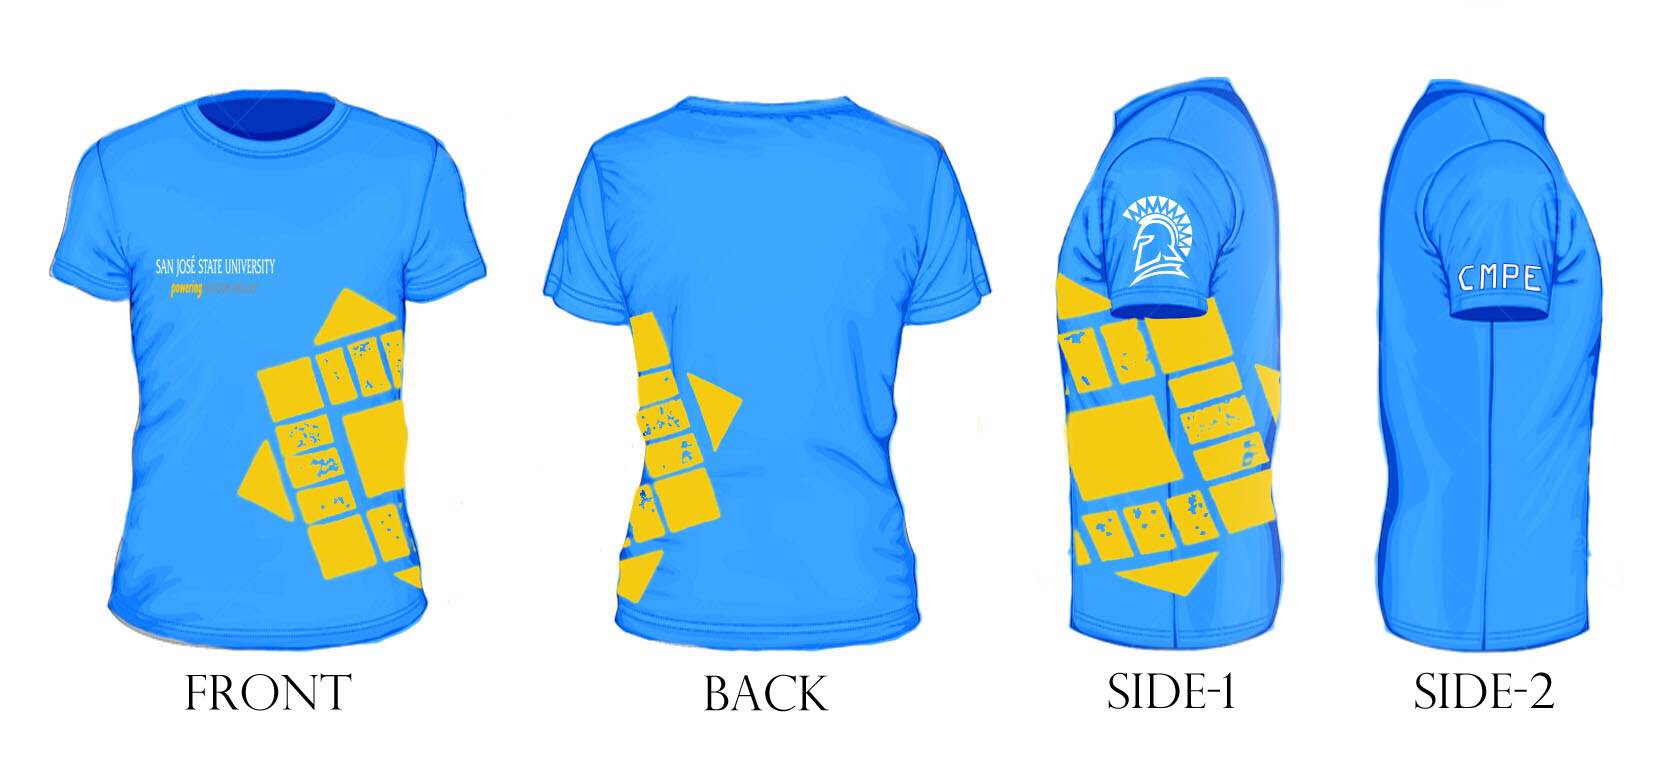 SAN JOSÉ STATE UNIVERSITY
powering
CMPE
FRONT
BACK
SIDE-1
SIDE-2